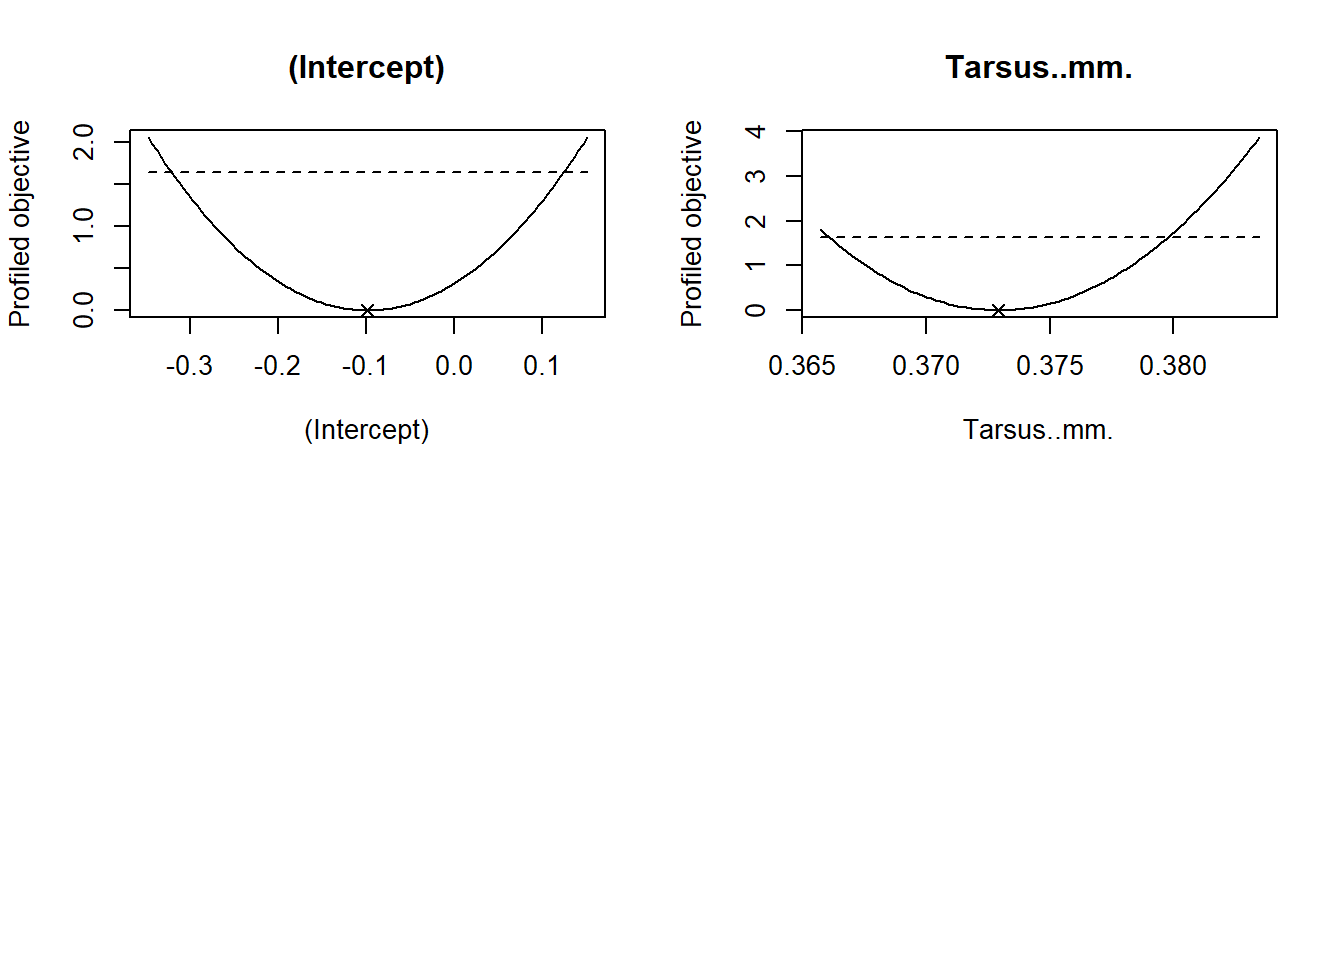 (Intercept)
Profiled objective
2.0
1.0
0.0
-0.3 -0.2 -0.1 0.0 0.1
(Intercept)
Tarsus..mm.
Profiled objective
4
3
2
1
0
0.365 0.370 0.375 0.380
Tarsus..mm.